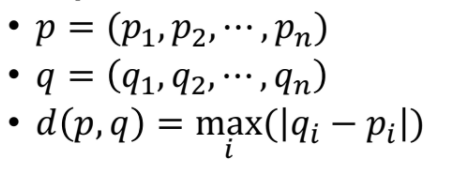 • p = (p₁, p₂, ⋯, pₙ)
• q = (q₁, q₂, ⋯, qₙ)
• d(p, q) = maxᵢ(|qᵢ − pᵢ|)